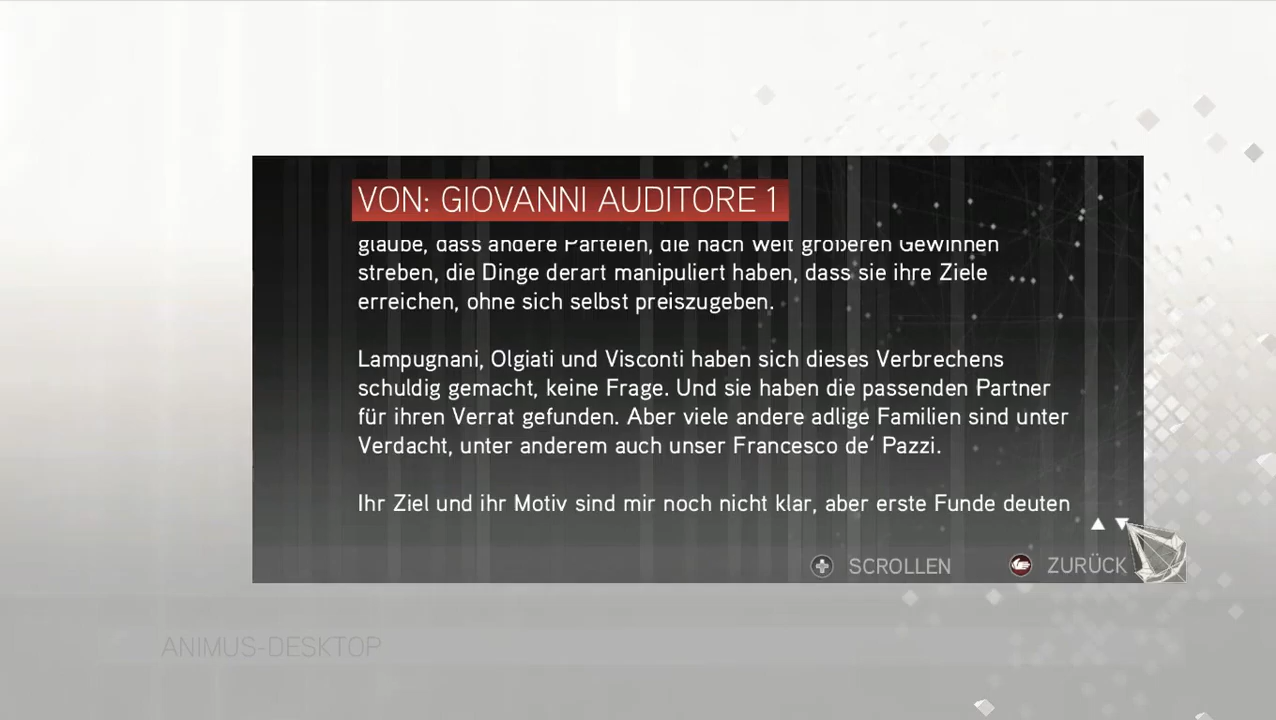 VON: GIOVANNI AUDITORE 1
glaube, dass andere Parteien, die nach weit größeren Gewinnen
streben, die Dinge derart manipuliert haben, dass sie ihre Ziele
erreichen, ohne sich selbst preiszugeben.
Lampugnani, Olgiati und Visconti haben sich dieses Verbrechens
schuldig gemacht, keine Frage. Und sie haben die passenden Partner
für ihren Verrat gefunden. Aber viele andere adlige Familien sind unter
Verdacht, unter anderem auch unser Francesco de‘ Pazzi.
Ihr Ziel und ihr Motiv sind mir noch nicht klar, aber erste Funde deuten
SCROLLEN ZURÜCK
ANIMUS-DESKTOP